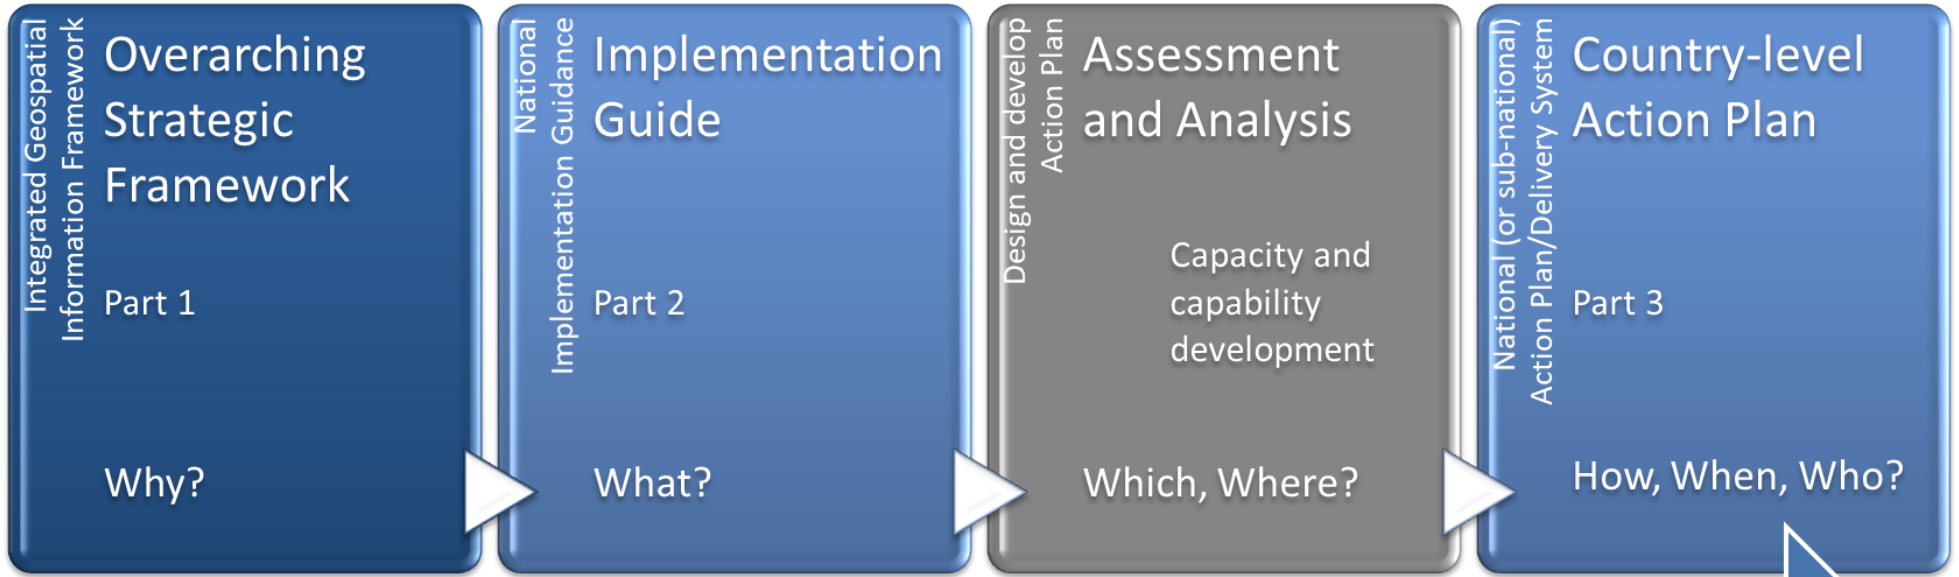 Integrated Geospatial
Information Framework
Overarching
Strategic
Framework
Part 1
Why?
National
Implementation Guidance
Implementation
Guide
Part 2
What?
Design and develop
Action Plan
Assessment
and Analysis
Capacity and
capability
development
Which, Where?
National (or sub-national)
Action Plan/Delivery System
Country-level
Action Plan
Part 3
How, When, Who?